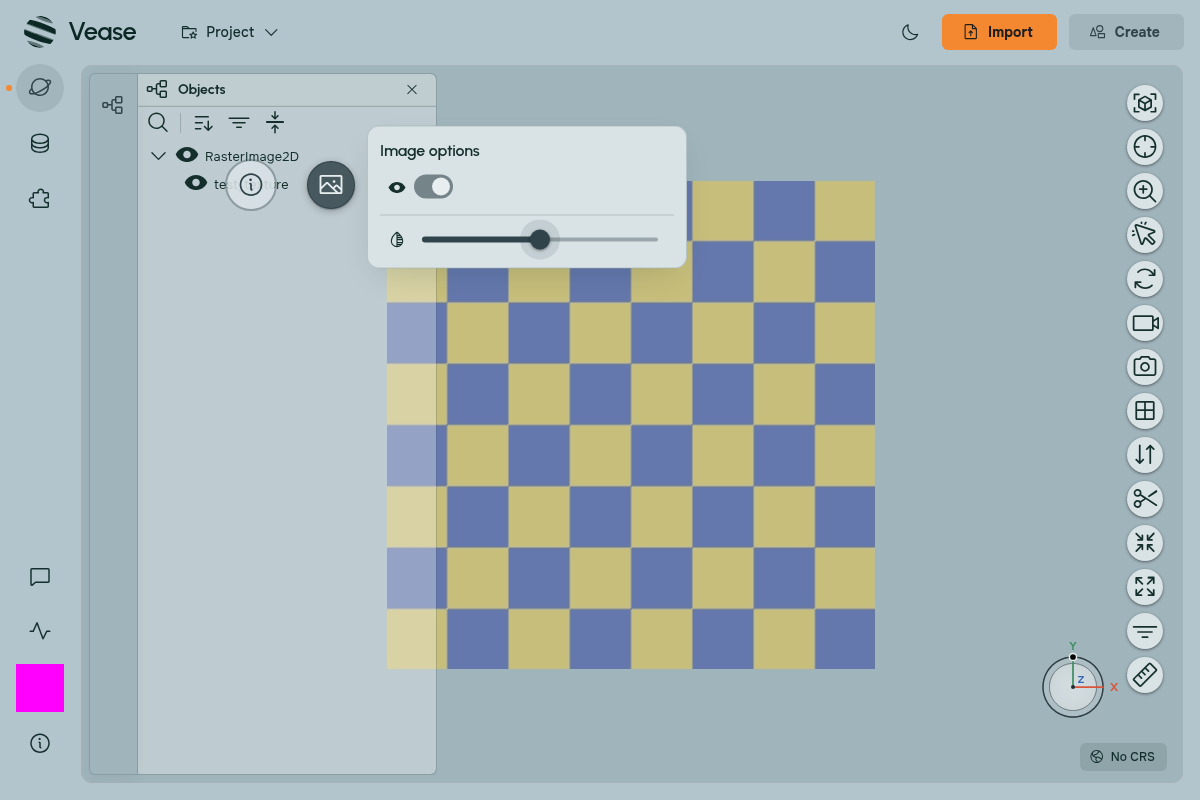 Vease
Project
Import
Create
Objects
RasterImage2D
Image options
Y
Z
X
No CRS